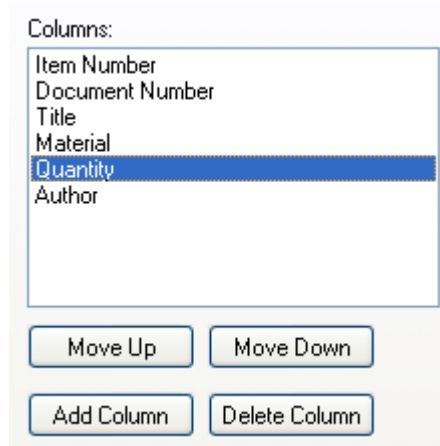 Columns:
Item Number
Document Number
Title
Material
Quantity
Author
Move Up
Move Down
Add Column
Delete Column